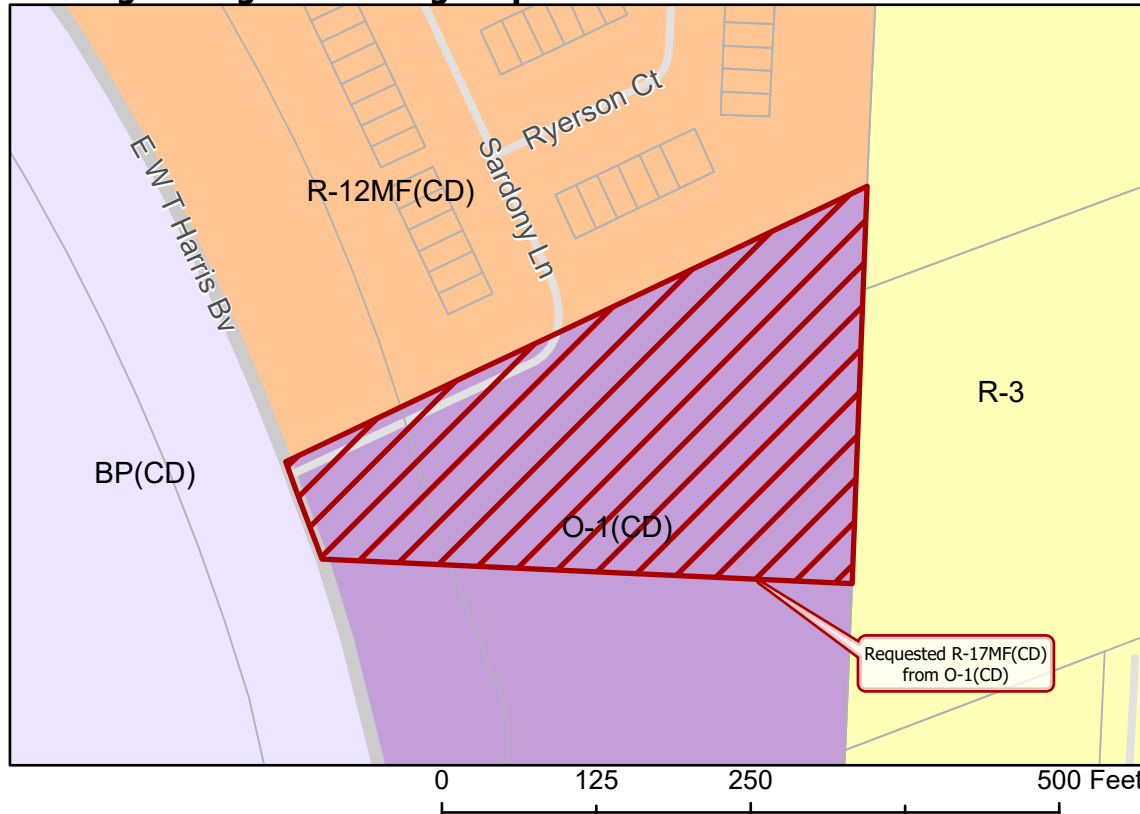 E W T Harris Bv
R-12MF(CD)
Sardony Ln
Ryerson Ct
BP(CD)
O-1(CD)
R-3
Requested R-17MF(CD)
from O-1(CD)
0 125 250 500 Feet